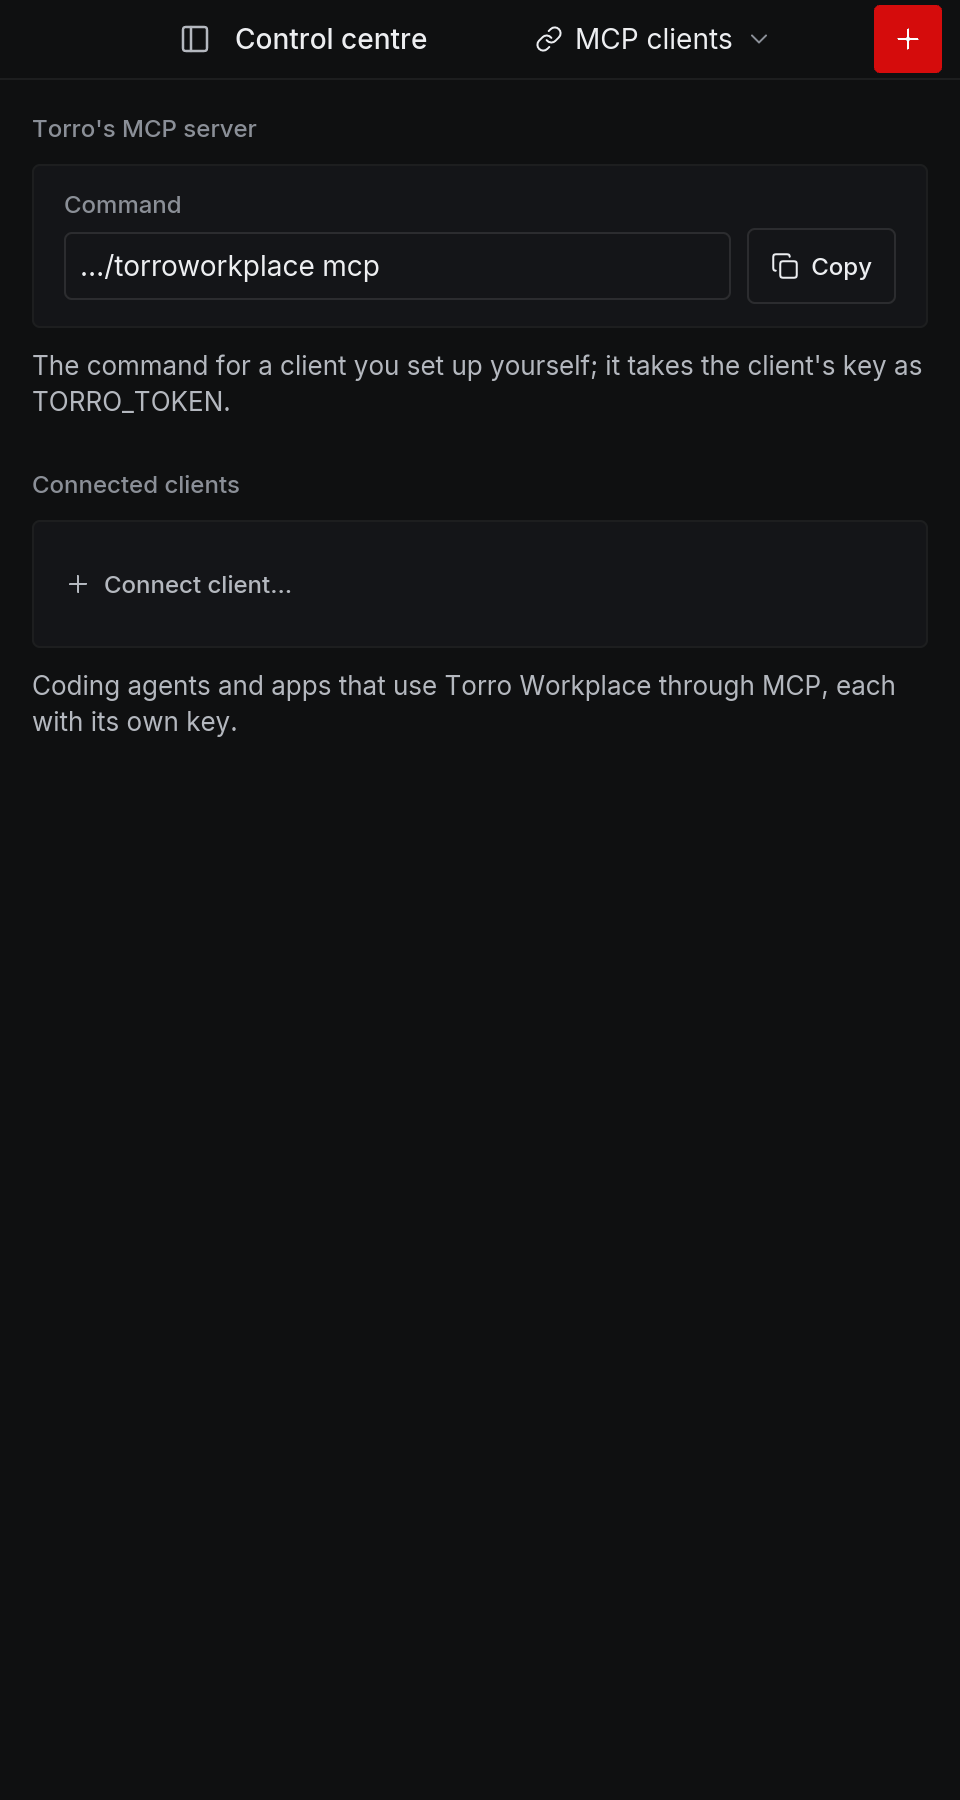 Control centre
MCP clients
Torro's MCP server
Command
.../torroworkplace mcp
Copy
The command for a client you set up yourself; it takes the client's key as
TORRO_TOKEN.
Connected clients
Connect client...
Coding agents and apps that use Torro Workplace through MCP, each
with its own key.